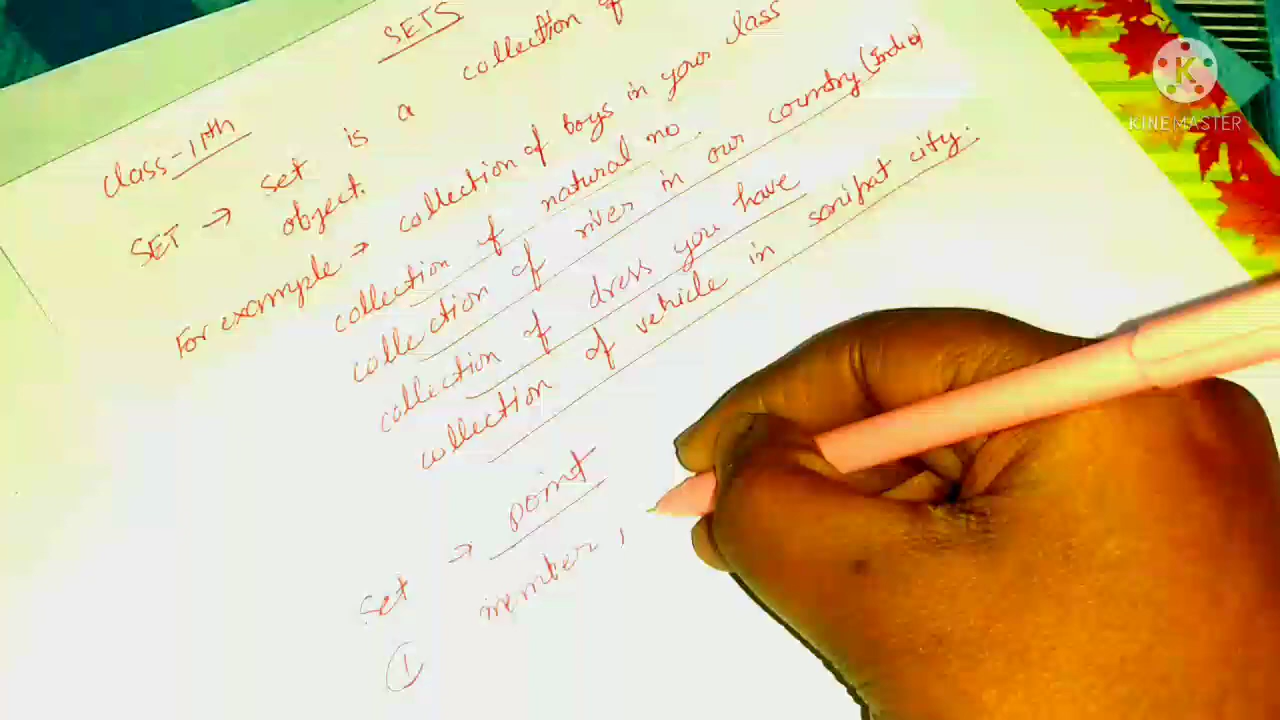 SETS
class-11th
SET → set is a collection of
object.
For example → collection of boys in your class
collection of natural no.
collection of river in our country (India)
collection of dress you have
collection of vehicle in sonipat city.
set → point
① member,
KINEMASTER